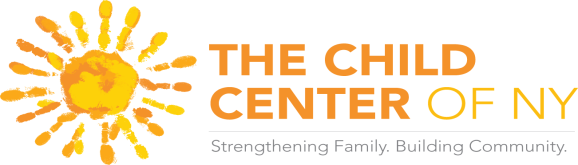 THE CHILD
CENTER OF NY
Strengthening Family. Building Community.